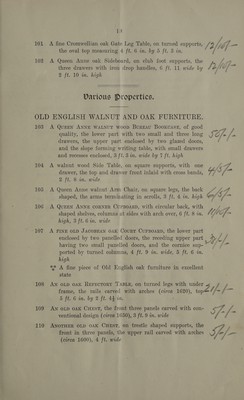 13
101 A fine Cromwellian oak Gate Leg Table, on turned supports,
the oval top measuring 4 ft. 6 in. by 5 ft. 3 in.
102 A Queen Anne oak Sideboard, on club foot supports, the
three drawers with iron drop handles, 6 ft. 11 wide by
2 ft. 10 in. high
Various Properties.
OLD ENGLISH WALNUT AND OAK FURNITURE.
103 A Queen Anne walnut wood Bureau Bookcase, of good
quality, the lower part with two small and three long
drawers, the upper part enclosed by two glazed doors,
and the slope forming writing table, with small drawers
and recesses enclosed, 3 ft. 3 in. wide by 7 ft. high
104 A walnut wood Side Table, on square supports, with one
drawer, the top and drawer front inlaid with cross bands,
2 ft. 6 in. wide
105 A Queen Anne walnut Arm Chair, on square legs, the back
shaped, the arms terminating in scrolls, 3 ft. 4 in. high
106 A Queen Anne corner Cupboard, with circular back, with
shaped shelves, columns at sides with arch over, 6 ft. 8 in.
high, 3 ft. 6 in. wide
107 A fine old Jacobean oak Court Cupboard, the lower part
enclosed by two panelled doors, the receding upper part
having two small panelled doors, and the cornice sup-
ported by turned columns, 4 ft. 9 in. wide, 5 ft. 6 in.
high
A fine piece of Old English oak furniture in excellent
state
108 An old oak Refectory Table, on turned legs with under
frame, the rails carved with arches (circa 1620), top
5 ft. 6 in. by 2 ft. 4½ in.
109 An old oak Chest, the front three panels carved with con-
ventional design (circa 1650), 3 ft. 8 in. wide
110 Another old oak Chest, on trestle shaped supports, the
front in three panels, the upper rail carved with arches
(circa 1660), 4 ft. wide